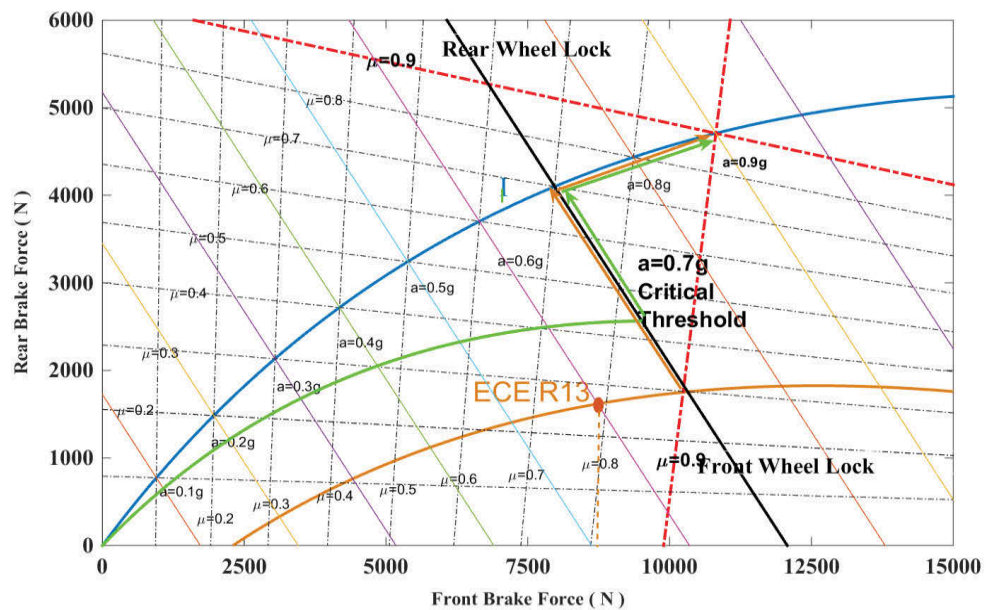 6000
5000
4000
3000
2000
1000
0
Rear Brake Force ( N )
Rear Wheel Lock
μ=0.9
μ=0.8
μ=0.7
μ=0.6
μ=0.5
μ=0.4
μ=0.3
μ=0.2
I
a=0.9g
a=0.8g
a=0.7g
Critical
Threshold
a=0.6g
a=0.5g
a=0.4g
a=0.3g
a=0.2g
a=0.1g
ECE R13
μ=0.2
μ=0.3
μ=0.4
μ=0.5
μ=0.6
μ=0.7
μ=0.8
μ=0.9
Front Wheel Lock
0
2500
5000
7500
10000
12500
15000
Front Brake Force ( N )